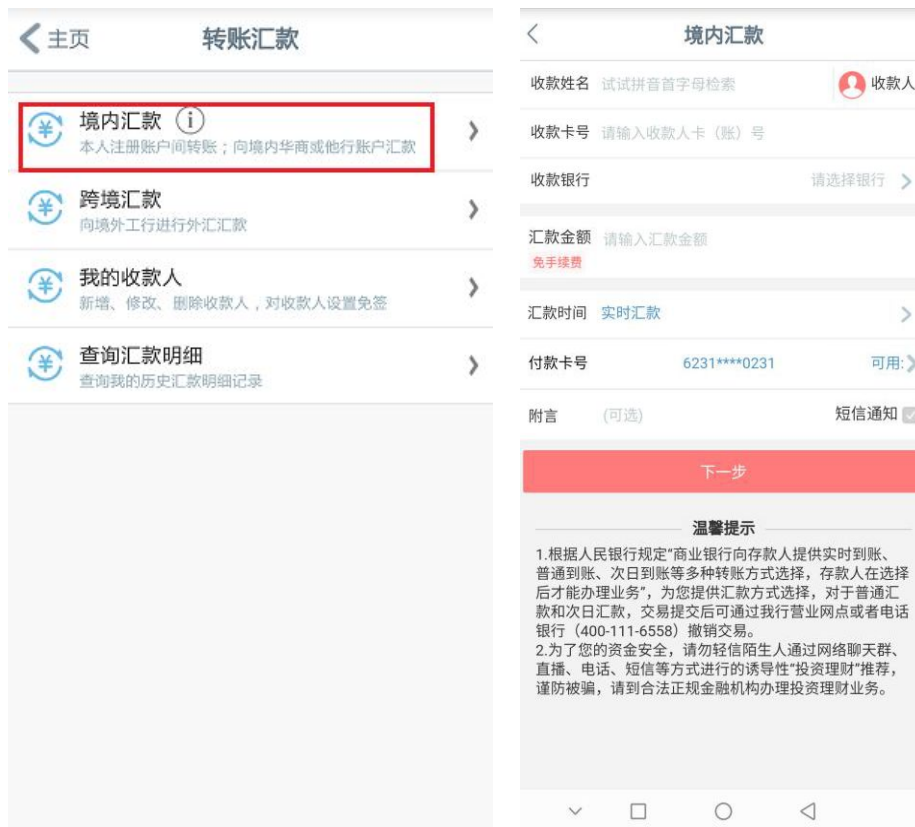 主页
转账汇款
境内汇款
本人注册账户间转账；向境内华商或他行账户汇款
跨境汇款
向境外工行进行外汇汇款
我的收款人
新增、修改、删除收款人，对收款人设置免签
查询汇款明细
查询我的历史汇款明细记录
境内汇款
收款姓名 试试拼音首字母检索 收款人
收款卡号 请输入收款人卡（账）号
收款银行 请选择银行
汇款金额 请输入汇款金额
免手续费
汇款时间 实时汇款
付款卡号 6231****0231 可用:
附言 (可选) 短信通知
下一步
温馨提示
1.根据人民银行规定“商业银行向存款人提供实时到账、
普通到账、次日到账等多种转账方式选择，存款人在选择
后才能办理业务”，为您提供汇款方式选择，对于普通汇
款和次日汇款，交易提交后可通过我行营业网点或者电话
银行（400-111-6558）撤销交易。
2.为了您的资金安全，请勿轻信陌生人通过网络聊天群、
直播、电话、短信等方式进行的诱导性“投资理财”推荐，
谨防被骗，请到合法正规金融机构办理投资理财业务。